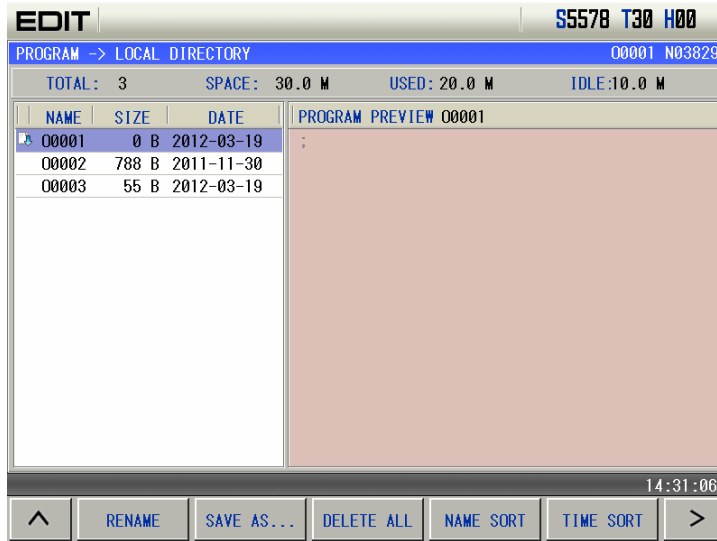 EDIT S5578 T30 H00
PROGRAM -> LOCAL DIRECTORY O0001 N03829
TOTAL: 3 SPACE: 30.0 M USED: 20.0 M IDLE:10.0 M
NAME SIZE DATE PROGRAM PREVIEW O0001
O0001 0 B 2012-03-19 ;
O0002 788 B 2011-11-30
O0003 55 B 2012-03-19
14:31:06
^ RENAME SAVE AS... DELETE ALL NAME SORT TIME SORT >